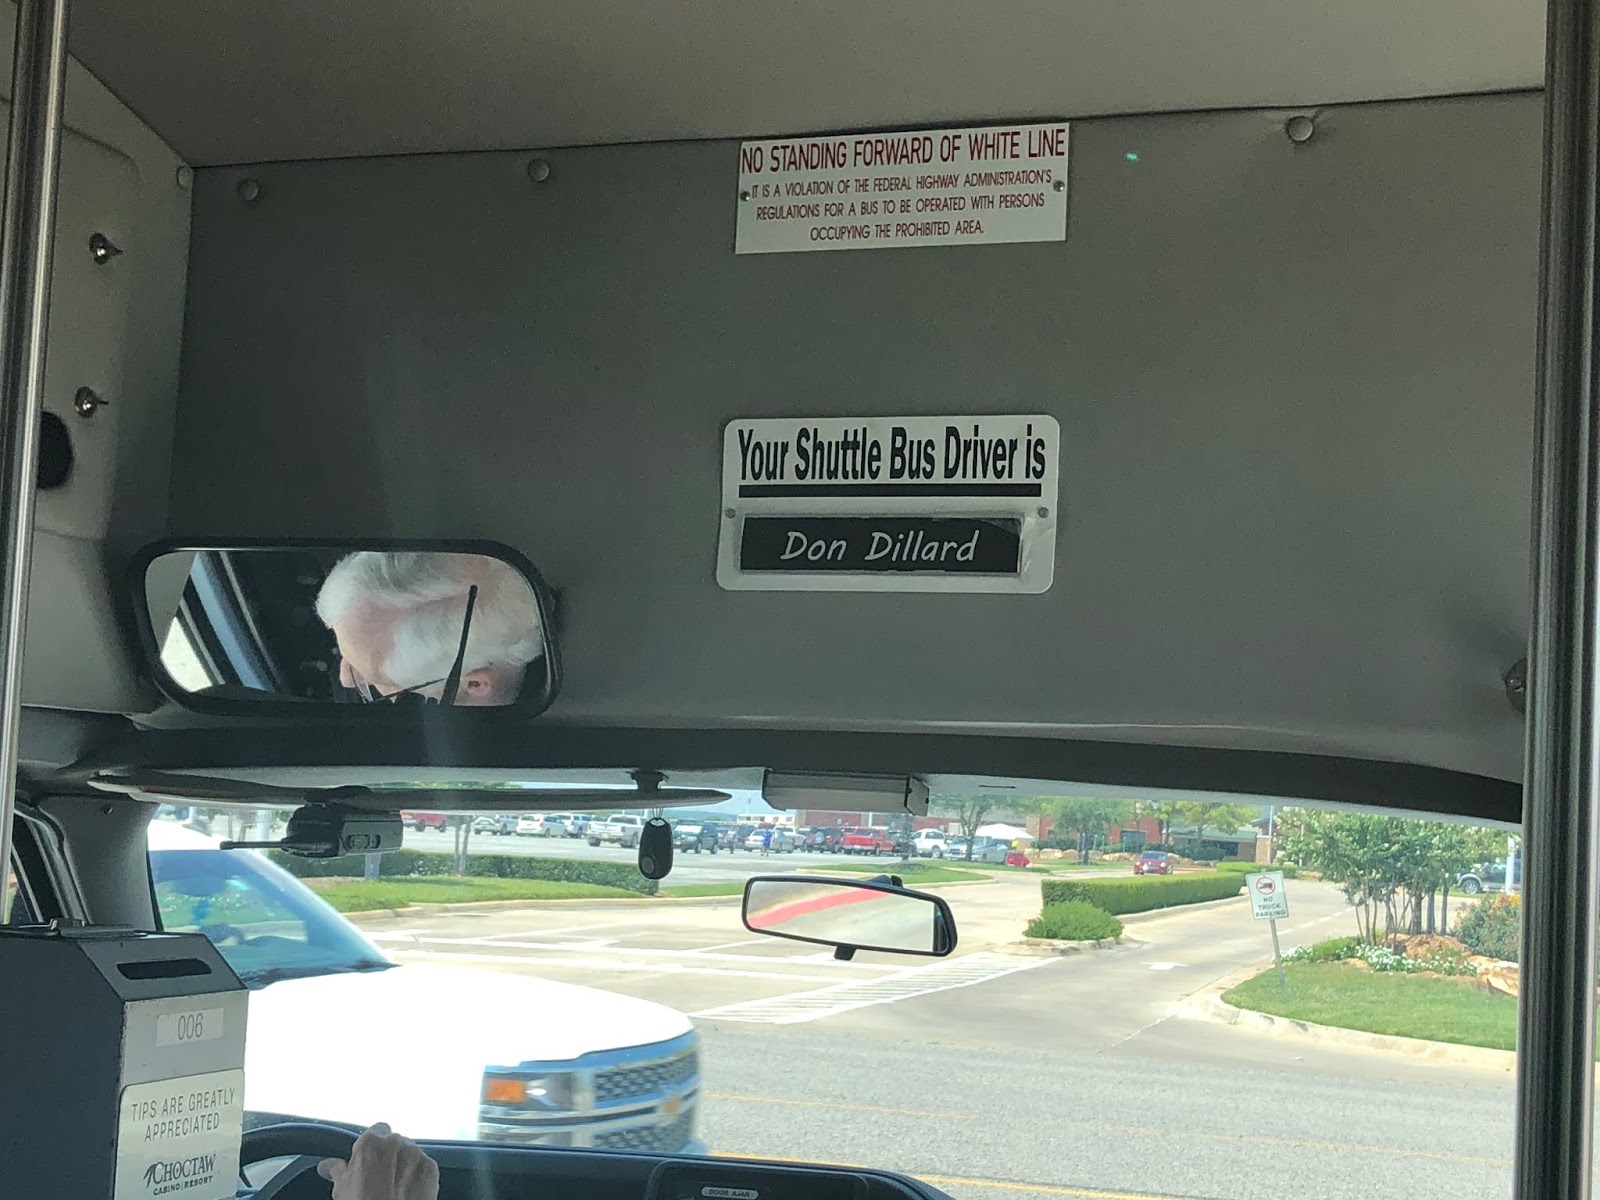 NO STANDING FORWARD OF WHITE LINE
IT IS A VIOLATION OF THE FEDERAL HIGHWAY ADMINISTRATION'S
REGULATIONS FOR A BUS TO BE OPERATED WITH PERSONS
OCCUPYING THE PROHIBITED AREA.
Your Shuttle Bus Driver is
Don Dillard
NO
TRUCK
PARKING
006
TIPS ARE GREATLY
APPRECIATED
CHOCTAW
CASINO|RESORT
DOOR AJAR